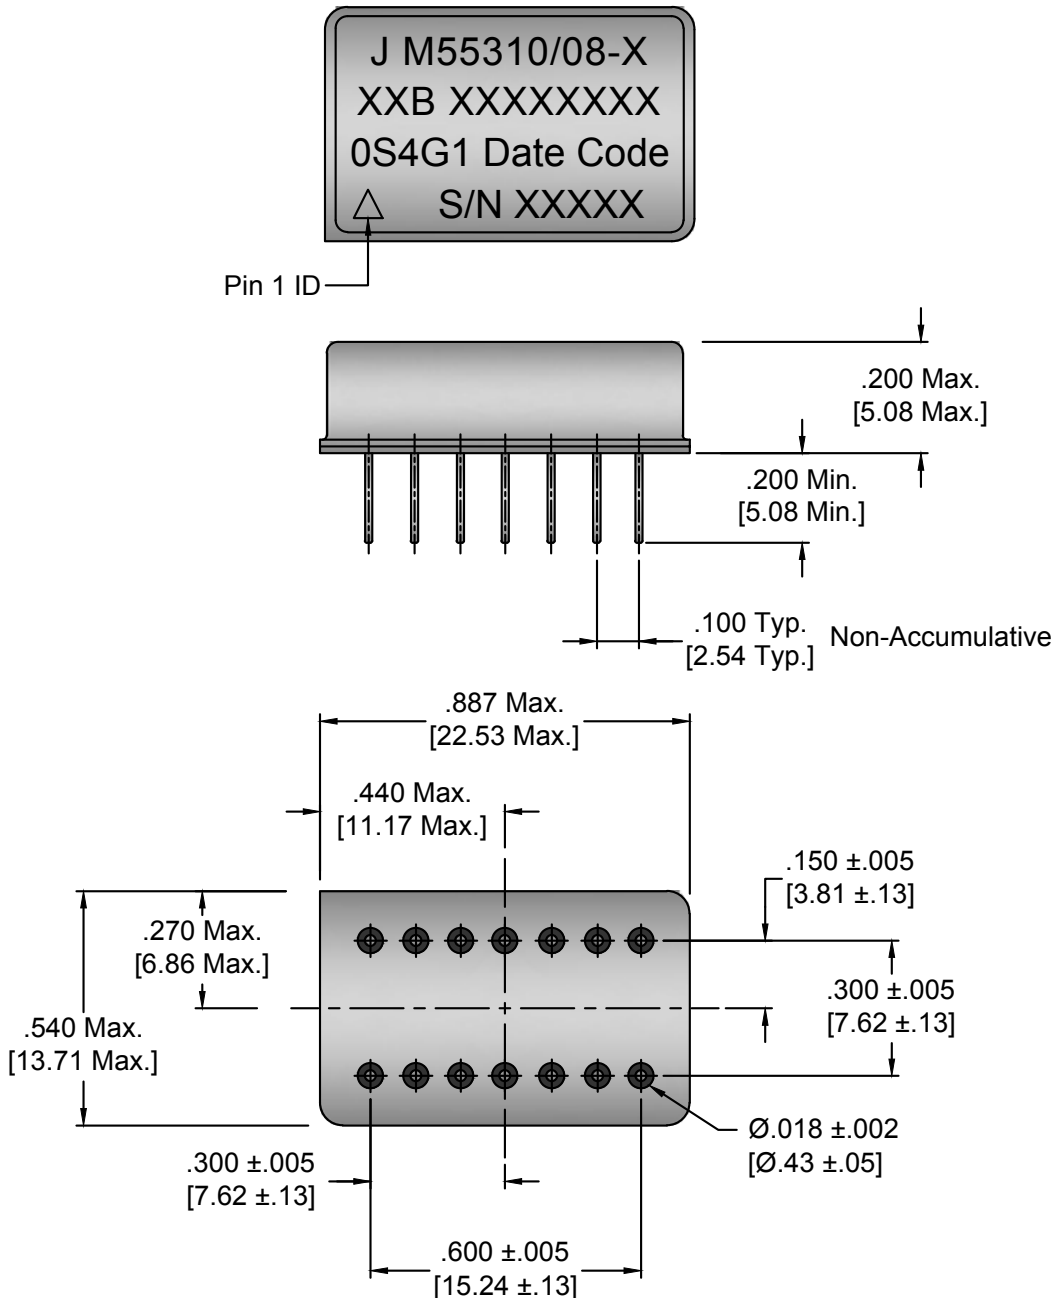 J M55310/08-X
XXB XXXXXXXX
0S4G1 Date Code
S/N XXXXX
Pin 1 ID
.200 Max.
[5.08 Max.]
.200 Min.
[5.08 Min.]
.100 Typ.
[2.54 Typ.]
Non-Accumulative
.887 Max.
[22.53 Max.]
.440 Max.
[11.17 Max.]
.150 ±.005
[3.81 ±.13]
.270 Max.
[6.86 Max.]
.300 ±.005
[7.62 ±.13]
.540 Max.
[13.71 Max.]
Ø.018 ±.002
[Ø.43 ±.05]
.300 ±.005
[7.62 ±.13]
.600 ±.005
[15.24 ±.13]